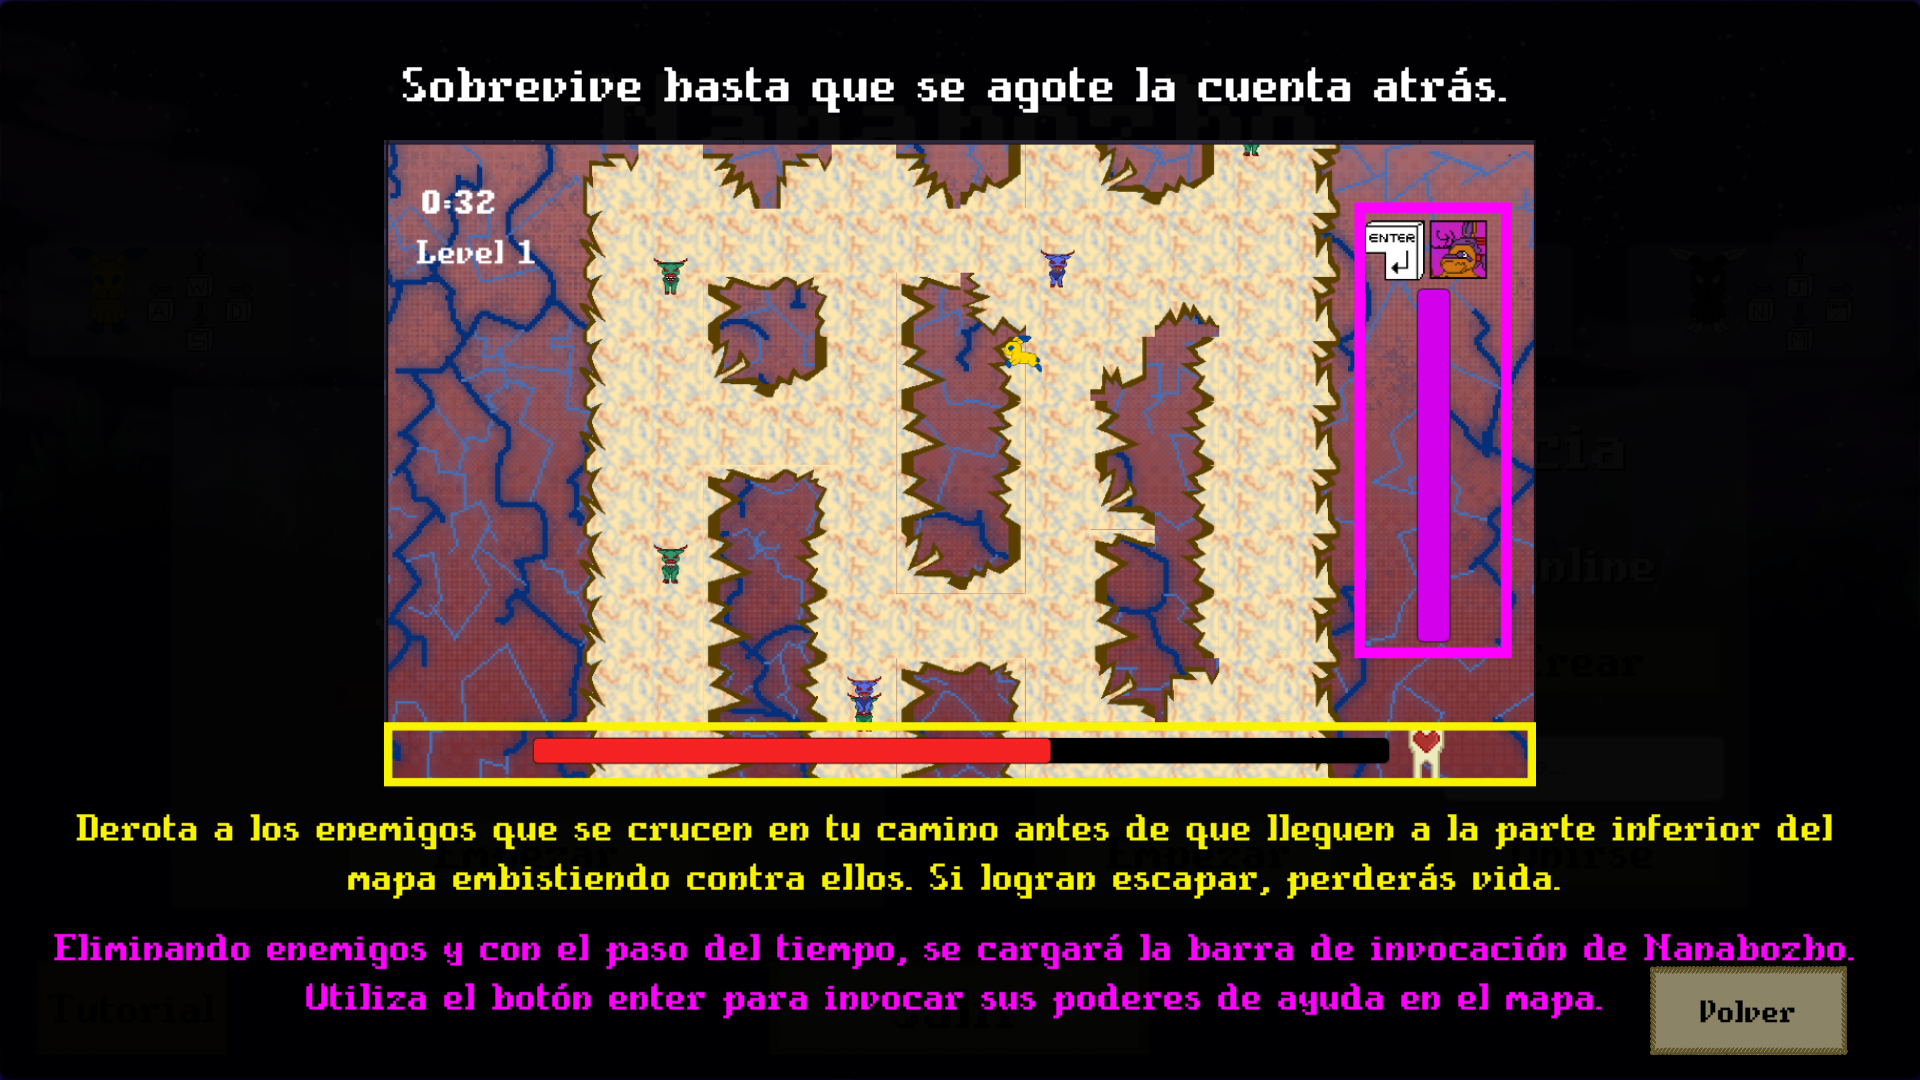 Sobrevive hasta que se agote la cuenta atrás.
0:32
Level 1
ENTER
Derota a los enemigos que se crucen en tu camino antes de que lleguen a la parte inferior del
mapa embistiendo contra ellos. Si logran escapar, perderás vida.
Eliminando enemigos y con el paso del tiempo, se cargará la barra de invocación de Nanabozho.
Utiliza el botón enter para invocar sus poderes de ayuda en el mapa.
Tutorial
Volver